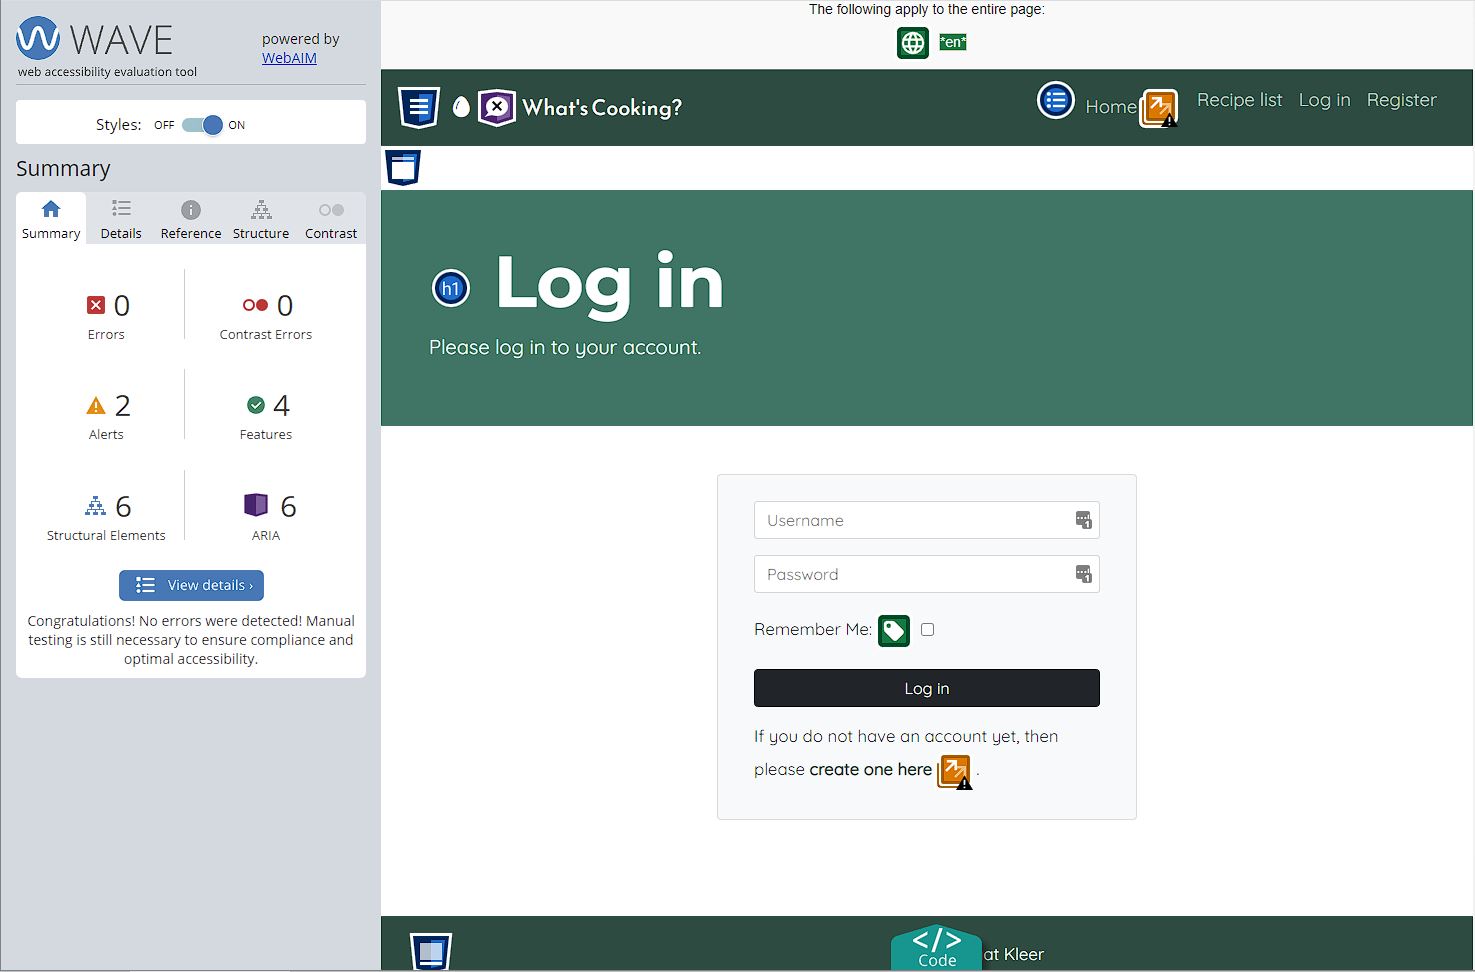 WAVE
web accessibility evaluation tool
powered by
WebAIM
Styles: OFF ON
Summary
Summary Details Reference Structure Contrast
0
Errors
0
Contrast Errors
2
Alerts
4
Features
6
Structural Elements
6
ARIA
View details ›
Congratulations! No errors were detected! Manual
testing is still necessary to ensure compliance and
optimal accessibility.
The following apply to the entire page:
*en*
What's Cooking?
Home Recipe list Log in Register
h1 Log in
Please log in to your account.
Username
1
Password
1
Remember Me:
Log in
If you do not have an account yet, then
please create one here .
</>
Code
at Kleer